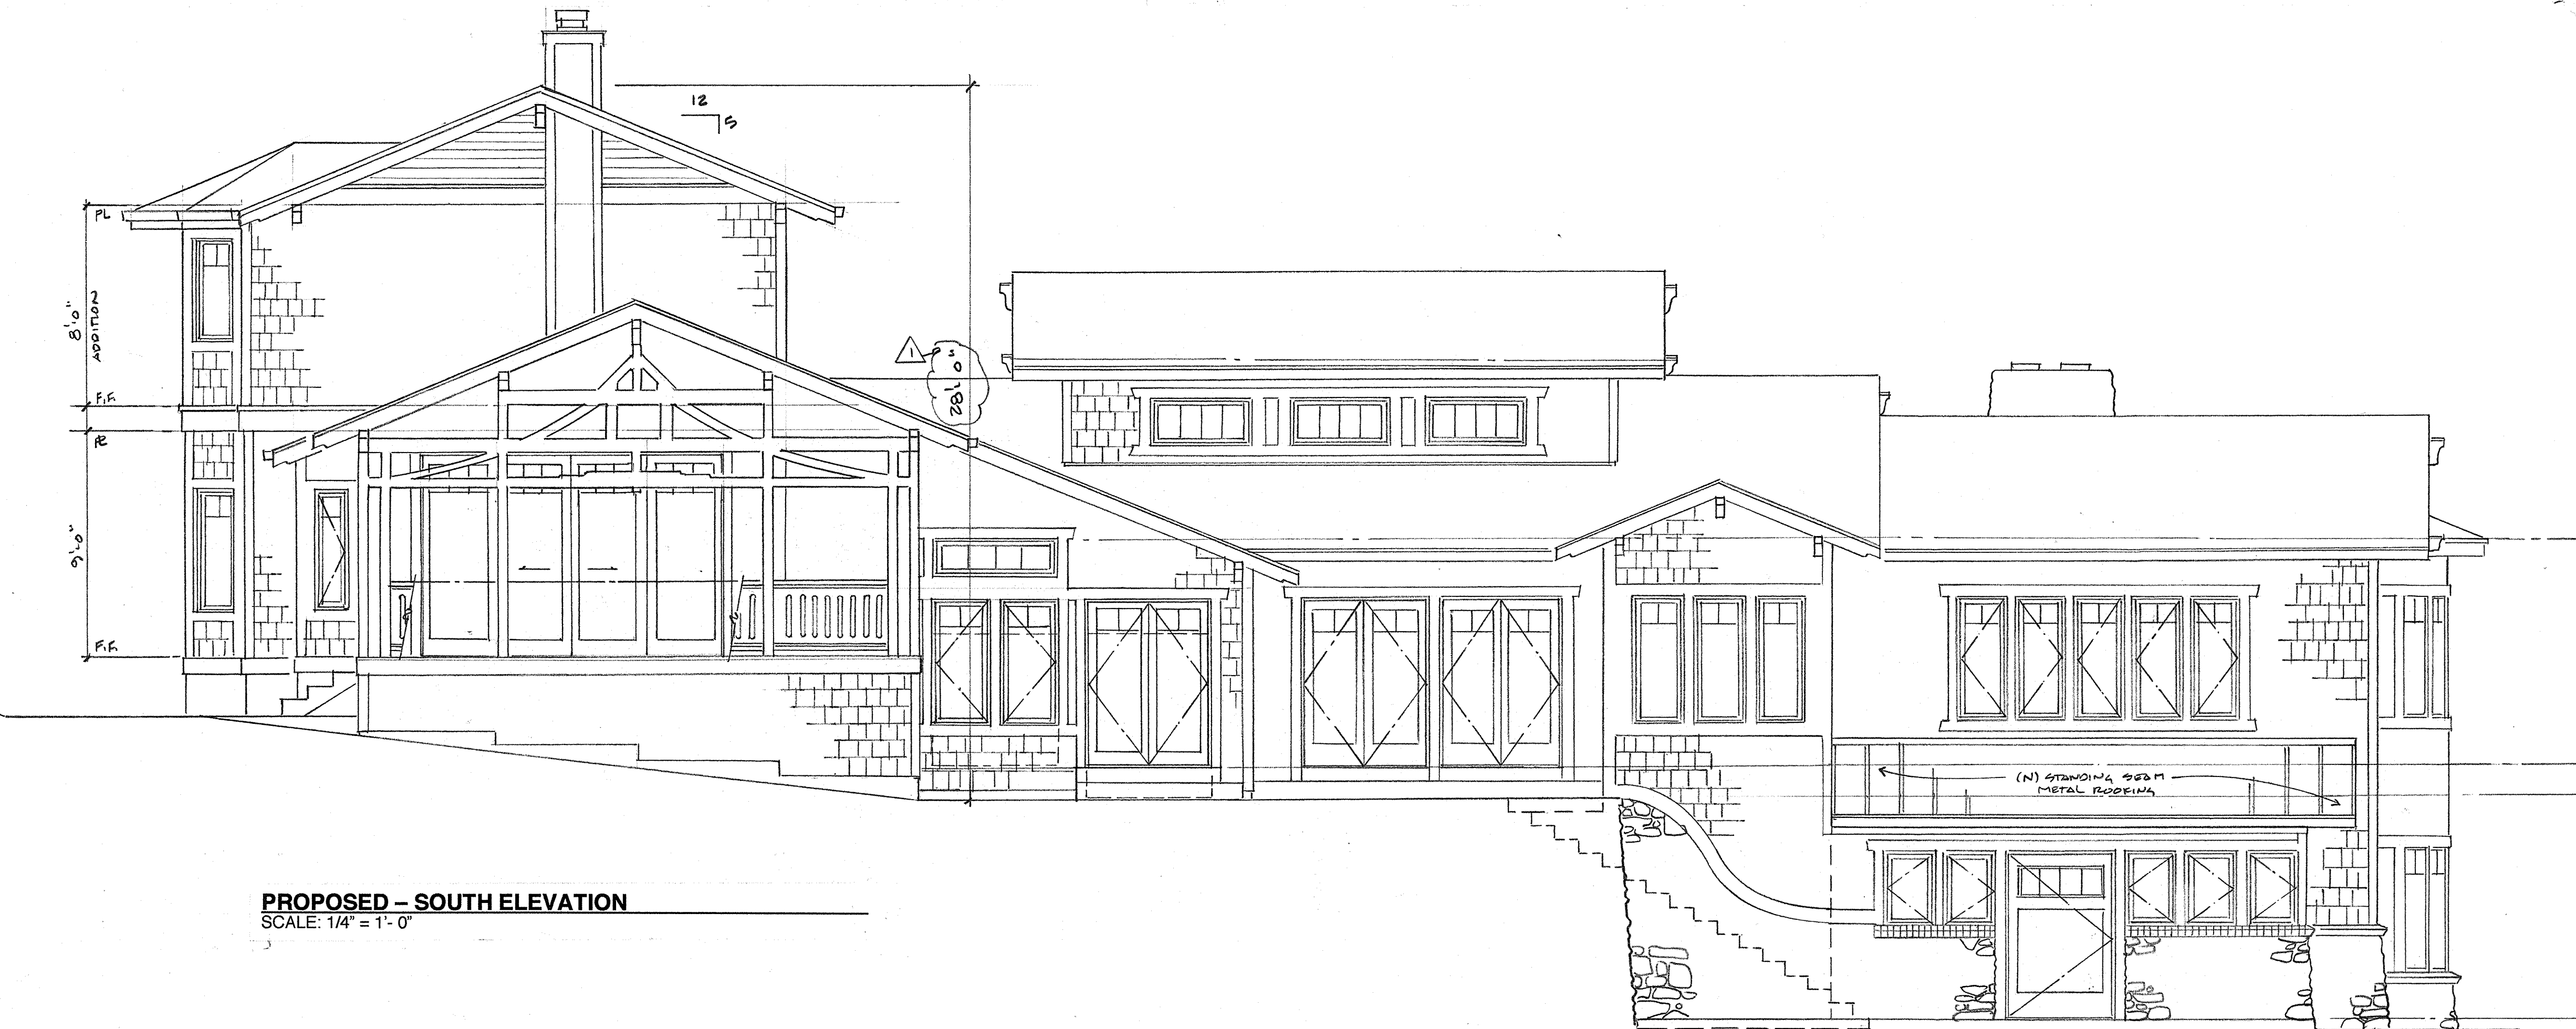 12
5
PL
8'-0"
ADDITION
F.F.
PL
9'-0"
F.F.
1
28'-0"
(N) STANDING SEAM
METAL ROOFING
PROPOSED – SOUTH ELEVATION
SCALE: 1/4" = 1'- 0"